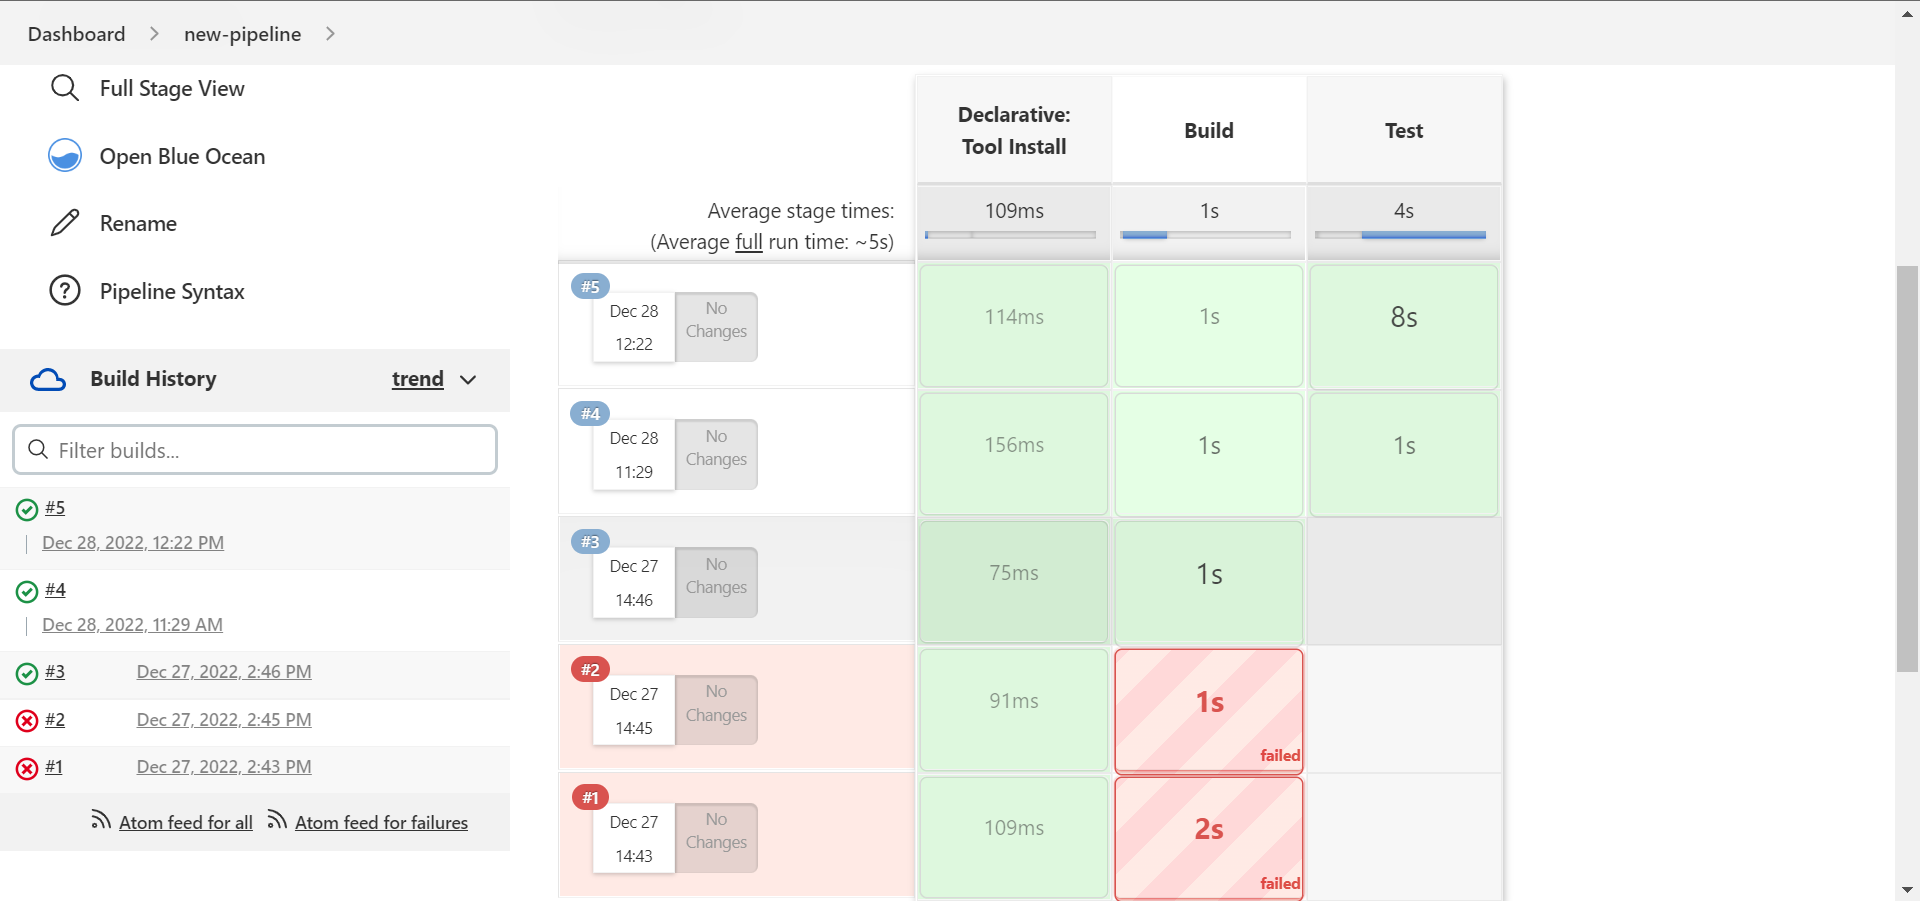 Dashboard
new-pipeline
Full Stage View
Open Blue Ocean
Rename
Pipeline Syntax
Build History
trend
Filter builds...
#5
Dec 28, 2022, 12:22 PM
#4
Dec 28, 2022, 11:29 AM
#3 Dec 27, 2022, 2:46 PM
#2 Dec 27, 2022, 2:45 PM
#1 Dec 27, 2022, 2:43 PM
Atom feed for all Atom feed for failures
Declarative:
Tool Install
Build
Test
Average stage times:
(Average full run time: ~5s)
109ms
1s
4s
#5
Dec 28
12:22
No
Changes
114ms
1s
8s
#4
Dec 28
11:29
No
Changes
156ms
1s
1s
#3
Dec 27
14:46
No
Changes
75ms
1s
#2
Dec 27
14:45
No
Changes
91ms
1s
failed
#1
Dec 27
14:43
No
Changes
109ms
2s
failed